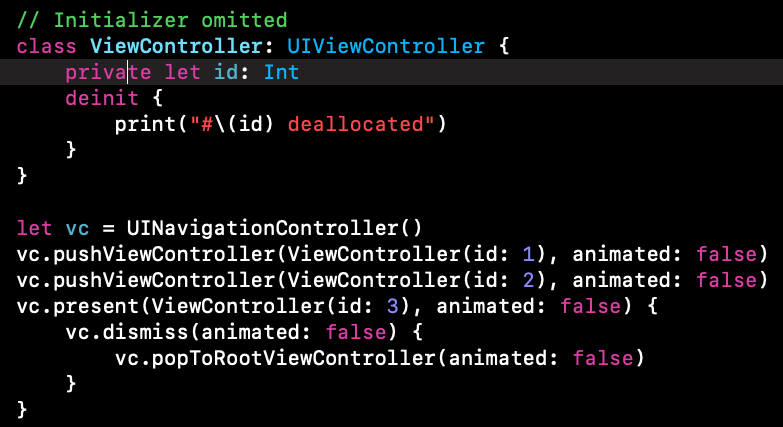 // Initializer omitted
class ViewController: UIViewController {
    private let id: Int
    deinit {
        print("#\(id) deallocated")
    }
}

let vc = UINavigationController()
vc.pushViewController(ViewController(id: 1), animated: false)
vc.pushViewController(ViewController(id: 2), animated: false)
vc.present(ViewController(id: 3), animated: false) {
    vc.dismiss(animated: false) {
        vc.popToRootViewController(animated: false)
    }
}